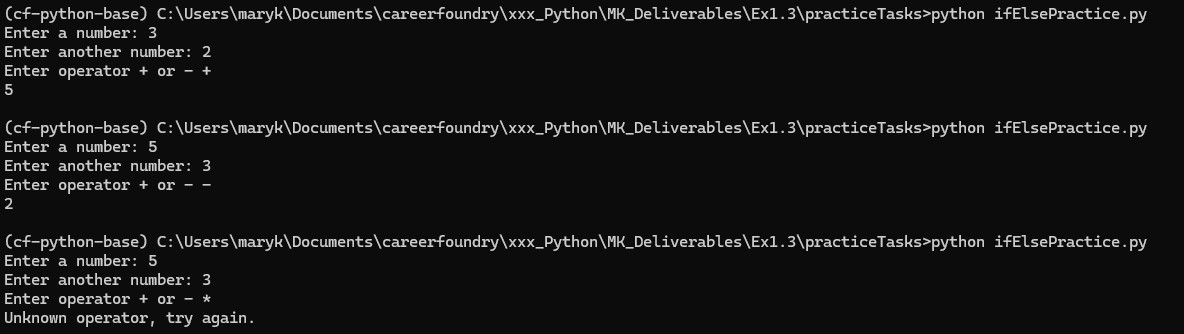 (cf-python-base) C:\Users\maryk\Documents\careerfoundry\xxx_Python\MK_Deliverables\Ex1.3\practiceTasks>python ifElsePractice.py
Enter a number: 3
Enter another number: 2
Enter operator + or - +
5
(cf-python-base) C:\Users\maryk\Documents\careerfoundry\xxx_Python\MK_Deliverables\Ex1.3\practiceTasks>python ifElsePractice.py
Enter a number: 5
Enter another number: 3
Enter operator + or - -
2
(cf-python-base) C:\Users\maryk\Documents\careerfoundry\xxx_Python\MK_Deliverables\Ex1.3\practiceTasks>python ifElsePractice.py
Enter a number: 5
Enter another number: 3
Enter operator + or - *
Unknown operator, try again.